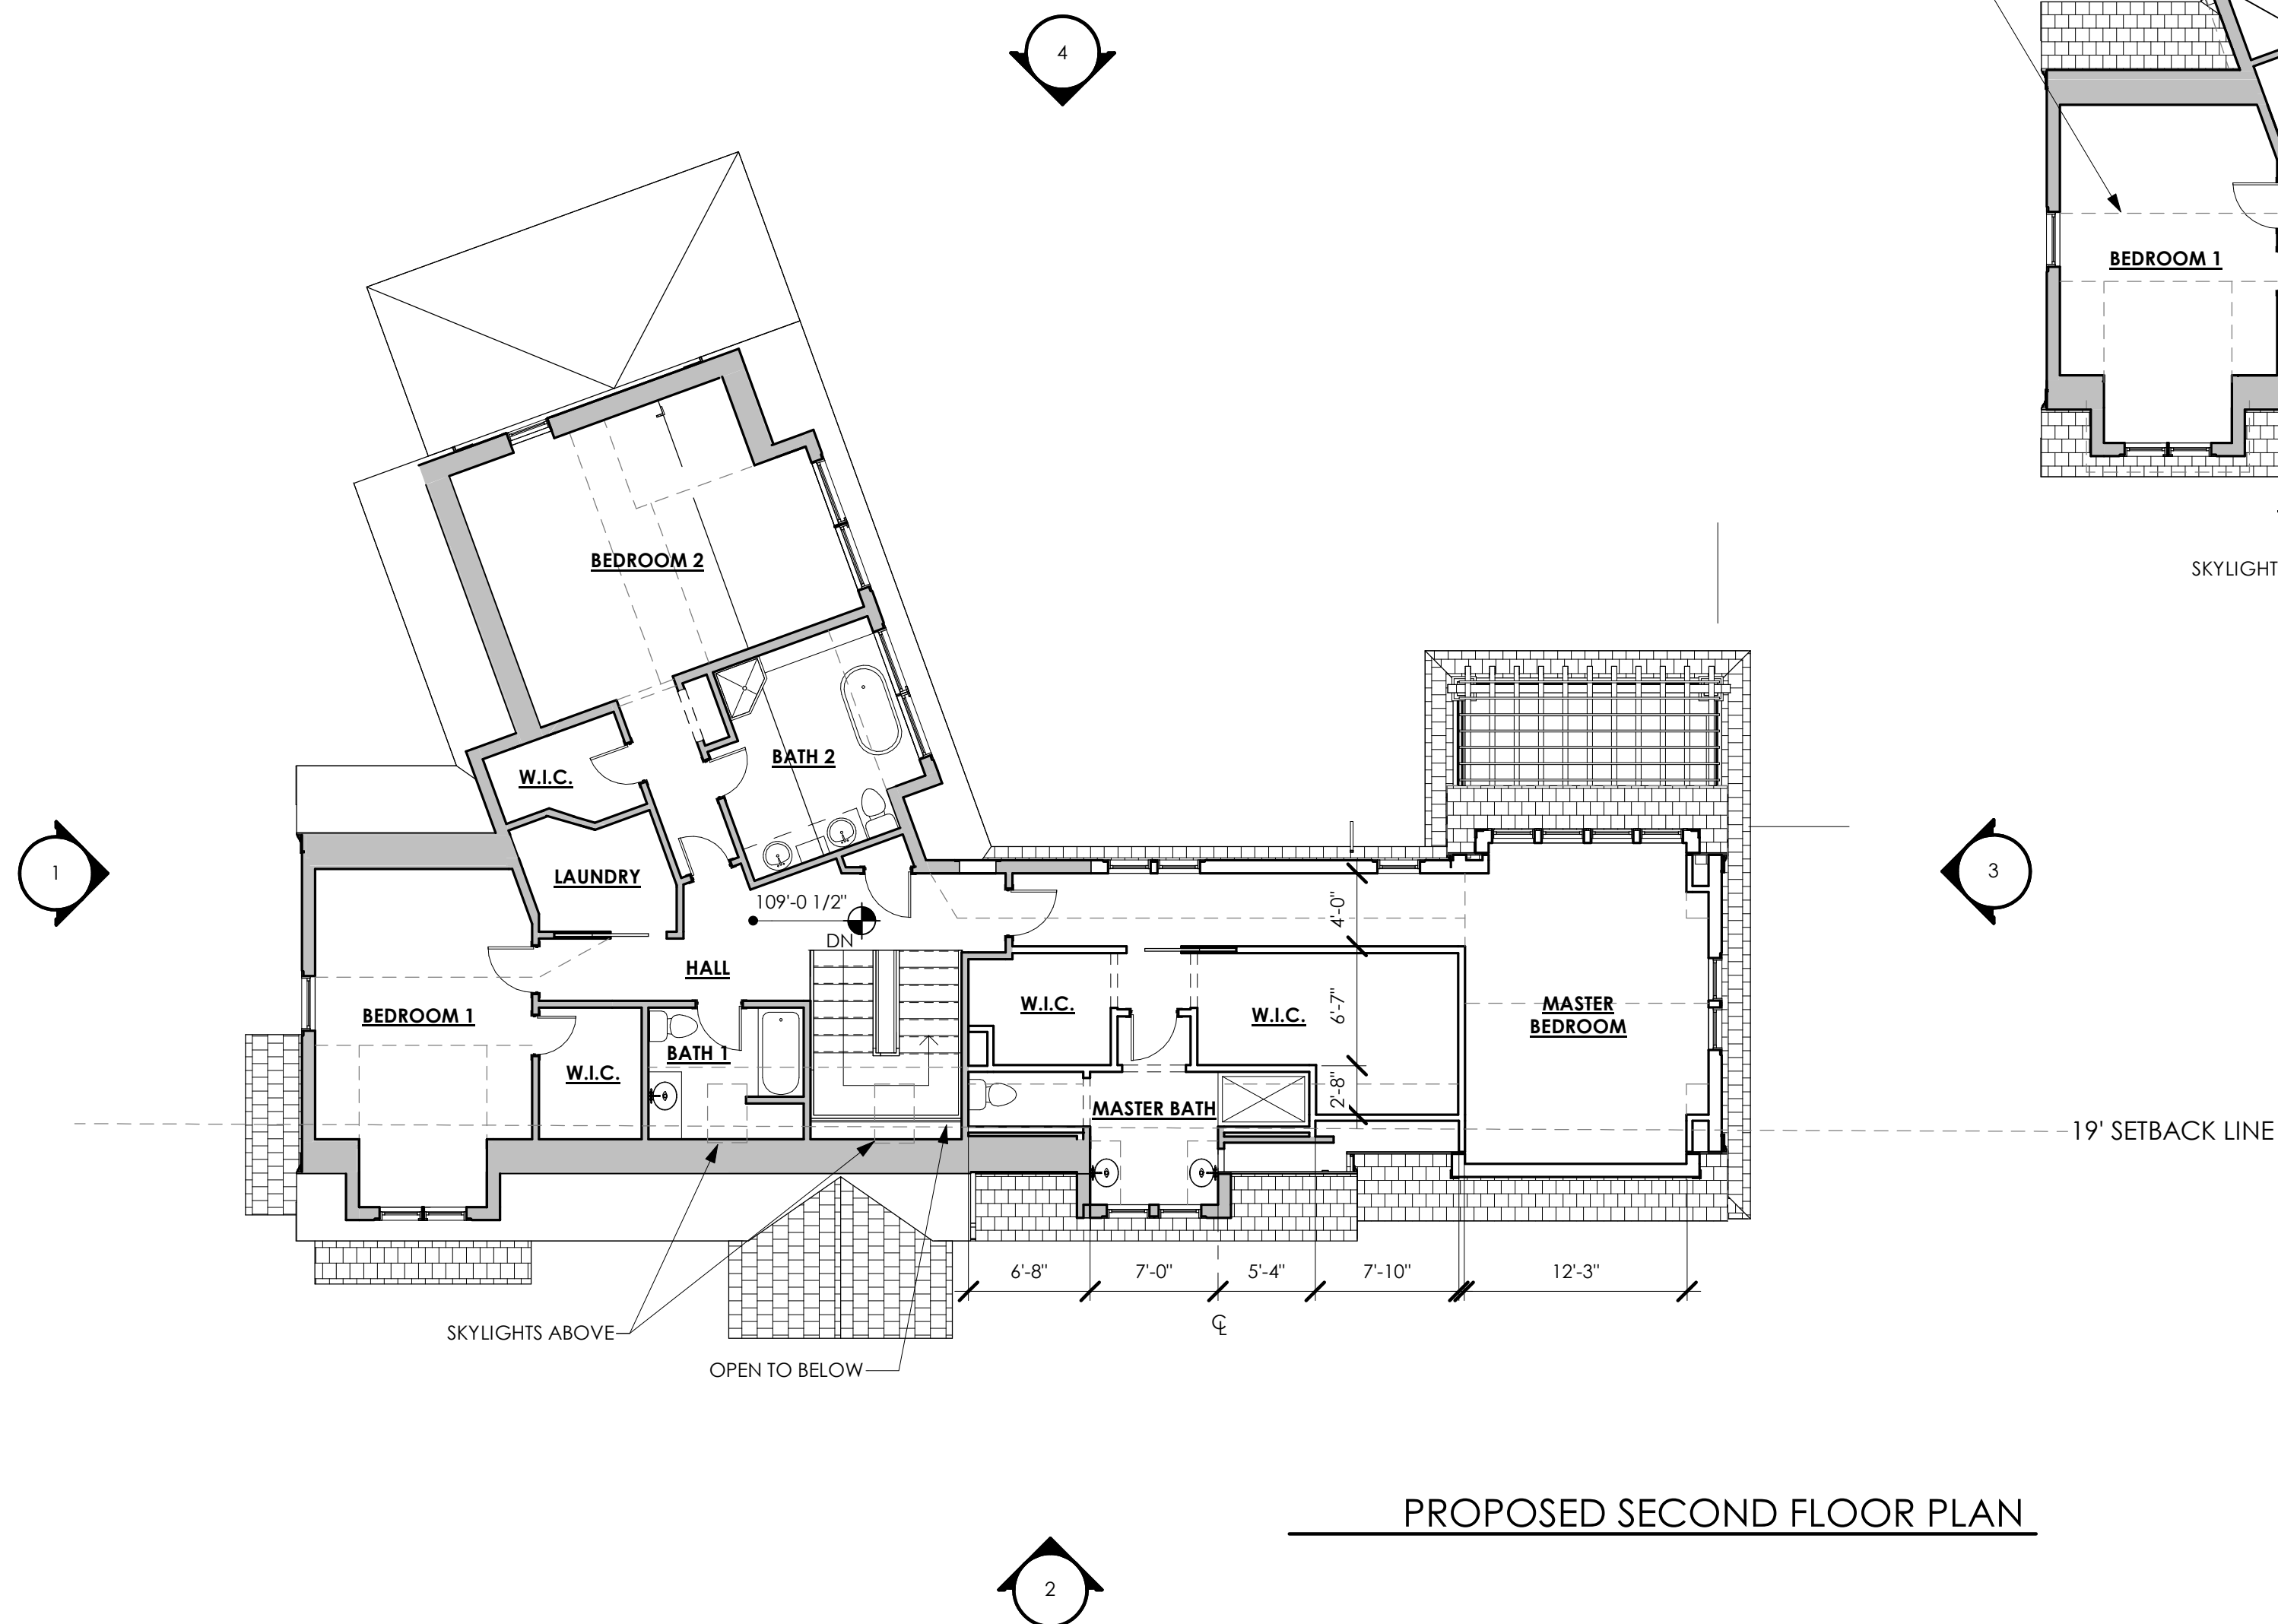 4
BEDROOM 1
SKYLIGHT
BEDROOM 2
BATH 2
W.I.C.
LAUNDRY
1
3
109'-0 1/2"
DN
4'-0"
HALL
BEDROOM 1
W.I.C.
W.I.C.
6'-7"
MASTER
BEDROOM
BATH 1
W.I.C.
2'-8"
MASTER BATH
19' SETBACK LINE
6'-8"
7'-0"
5'-4"
7'-10"
12'-3"
CL
SKYLIGHTS ABOVE
OPEN TO BELOW
PROPOSED SECOND FLOOR PLAN
2